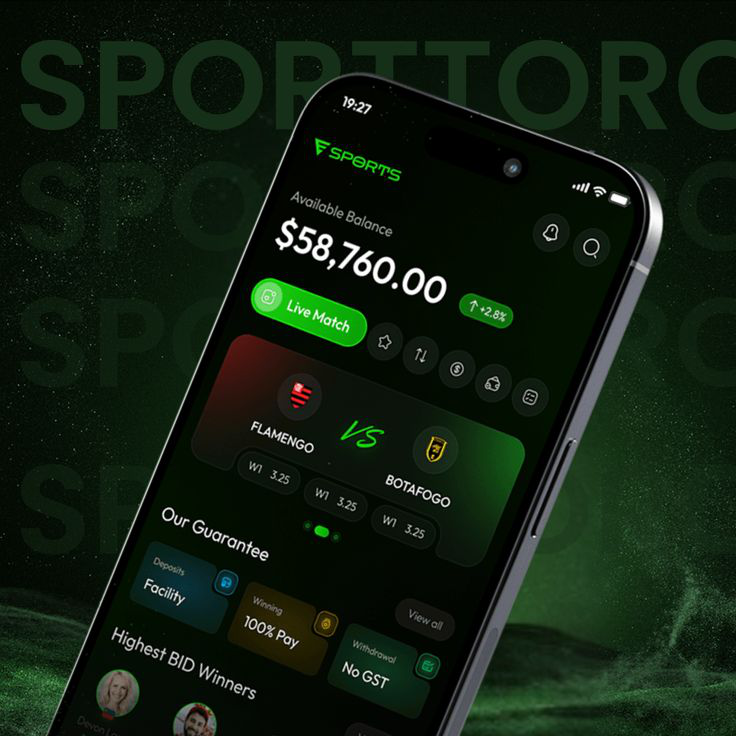 SPORTTORO
19:27
SPORTS
Available Balance
$58,760.00
+2.8%
Live Match
FLAMENGO
VS
BOTAFOGO
W1 3.25
W1 3.25
W1 3.25
Our Guarantee
View all
Deposits
Facility
Winning
100% Pay
Withdrawal
No GST
Highest BID Winners
Devon